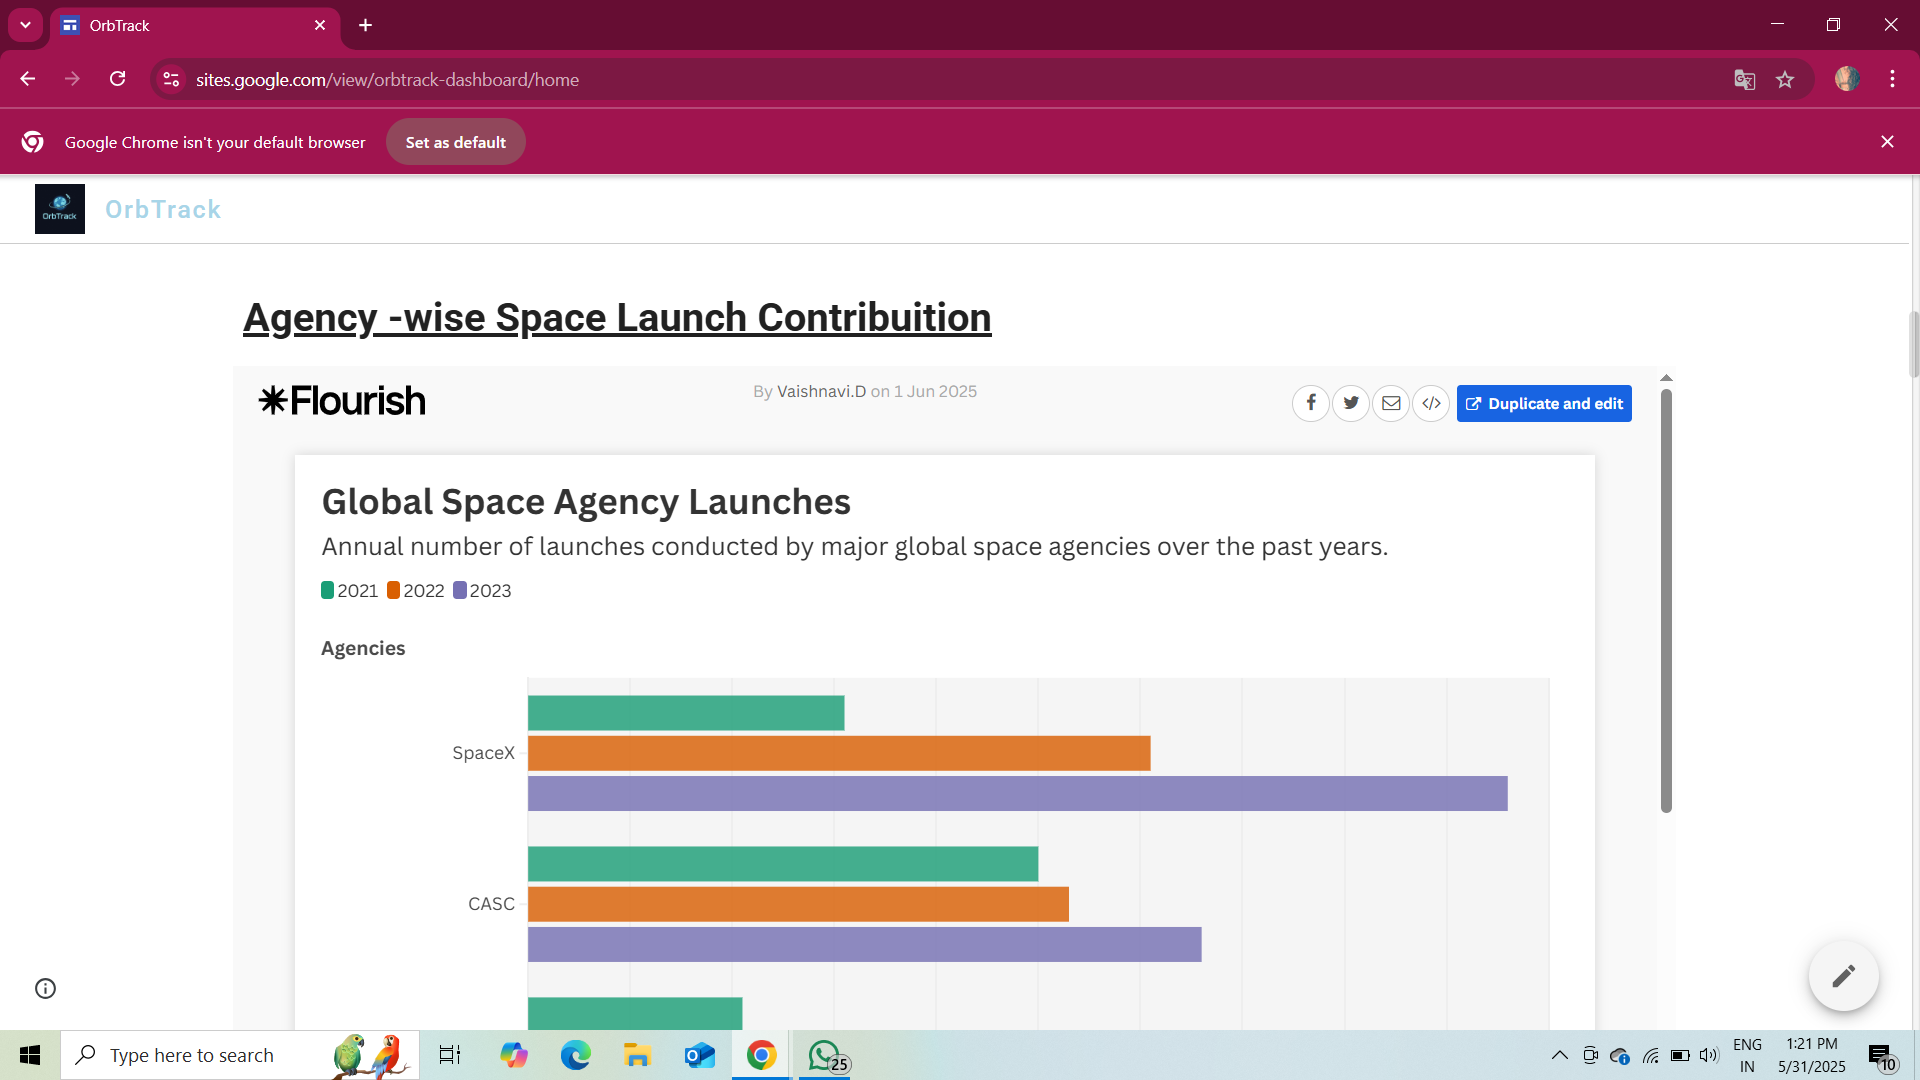 OrbTrack
sites.google.com/view/orbtrack-dashboard/home
Google Chrome isn't your default browser
Set as default
OrbTrack
OrbTrack
Agency -wise Space Launch Contribuition
Flourish
By Vaishnavi.D on 1 Jun 2025
</>
Duplicate and edit
Global Space Agency Launches
Annual number of launches conducted by major global space agencies over the past years.
2021 2022 2023
Agencies
SpaceX
CASC
Type here to search
25
ENG
IN
1:21 PM
5/31/2025
10